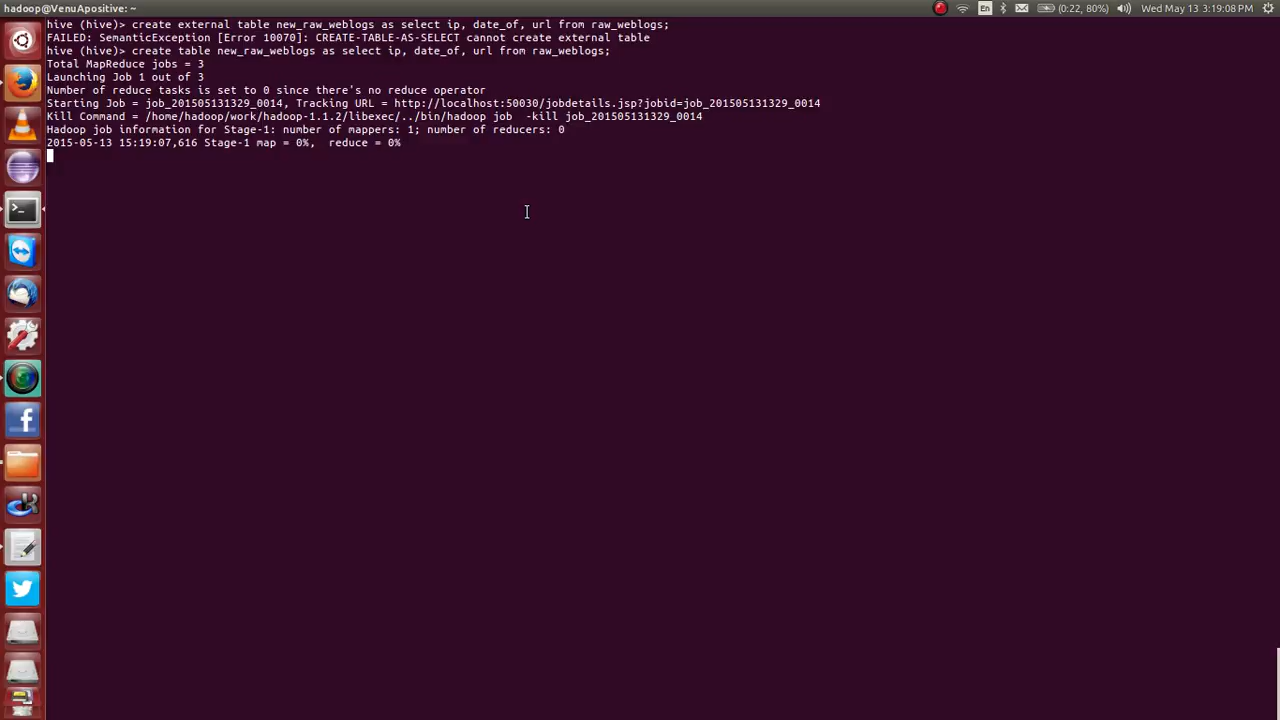 hadoop@VenuApositive: ~
En
(0:22, 80%)
Wed May 13 3:19:08 PM
hive (hive)> create external table new_raw_weblogs as select ip, date_of, url from raw_weblogs;
FAILED: SemanticException [Error 10070]: CREATE-TABLE-AS-SELECT cannot create external table
hive (hive)> create table new_raw_weblogs as select ip, date_of, url from raw_weblogs;
Total MapReduce jobs = 3
Launching Job 1 out of 3
Number of reduce tasks is set to 0 since there's no reduce operator
Starting Job = job_201505131329_0014, Tracking URL = http://localhost:50030/jobdetails.jsp?jobid=job_201505131329_0014
Kill Command = /home/hadoop/work/hadoop-1.1.2/libexec/../bin/hadoop job  -kill job_201505131329_0014
Hadoop job information for Stage-1: number of mappers: 1; number of reducers: 0
2015-05-13 15:19:07,616 Stage-1 map = 0%,  reduce = 0%